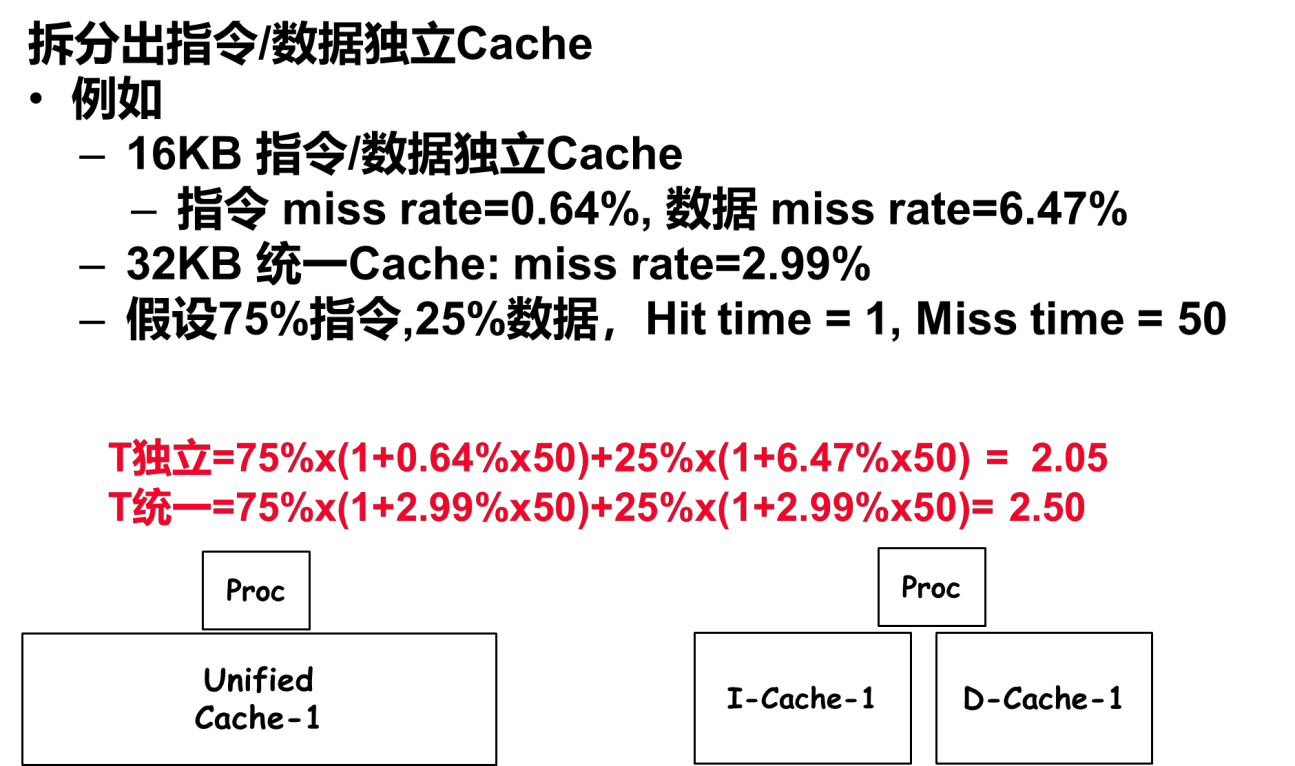 拆分出指令/数据独立Cache
• 例如
– 16KB 指令/数据独立Cache
– 指令 miss rate=0.64%, 数据 miss rate=6.47%
– 32KB 统一Cache: miss rate=2.99%
– 假设75%指令,25%数据，Hit time = 1, Miss time = 50
T独立=75%x(1+0.64%x50)+25%x(1+6.47%x50) = 2.05
T统一=75%x(1+2.99%x50)+25%x(1+2.99%x50)= 2.50
Proc
Unified
Cache-1
Proc
I-Cache-1
D-Cache-1